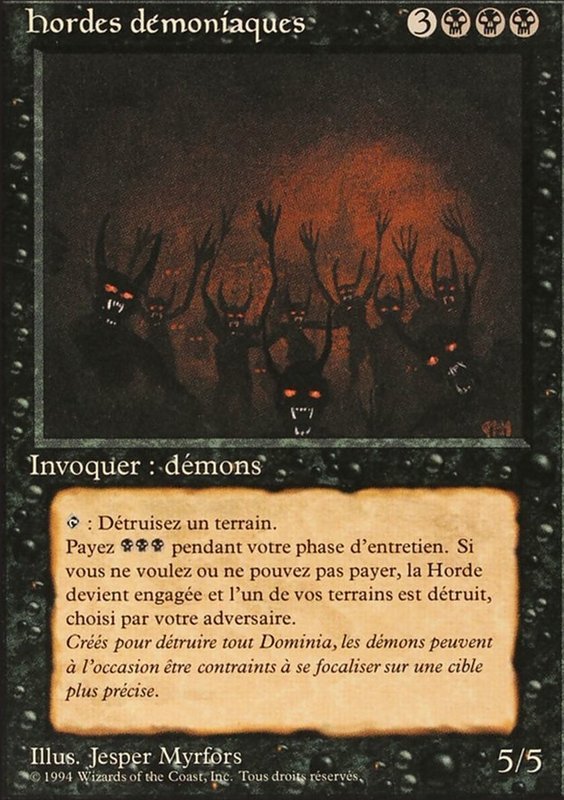 Hordes démoníaques 3
Invoquer : démons
: Détruisez un terrain.
Payez pendant votre phase d'entretien. Si
vous ne voulez ou ne pouvez pas payer, la Horde
devient engagée et l'un de vos terrains est détruit,
choisi par votre adversaire.
Créés pour détruire tout Dominia, les démons peuvent
à l'occasion être contraints à se focaliser sur une cible
plus précise.
Illus. Jesper Myrfors 5/5
© 1994 Wizards of the Coast, Inc. Tous droits réservés.